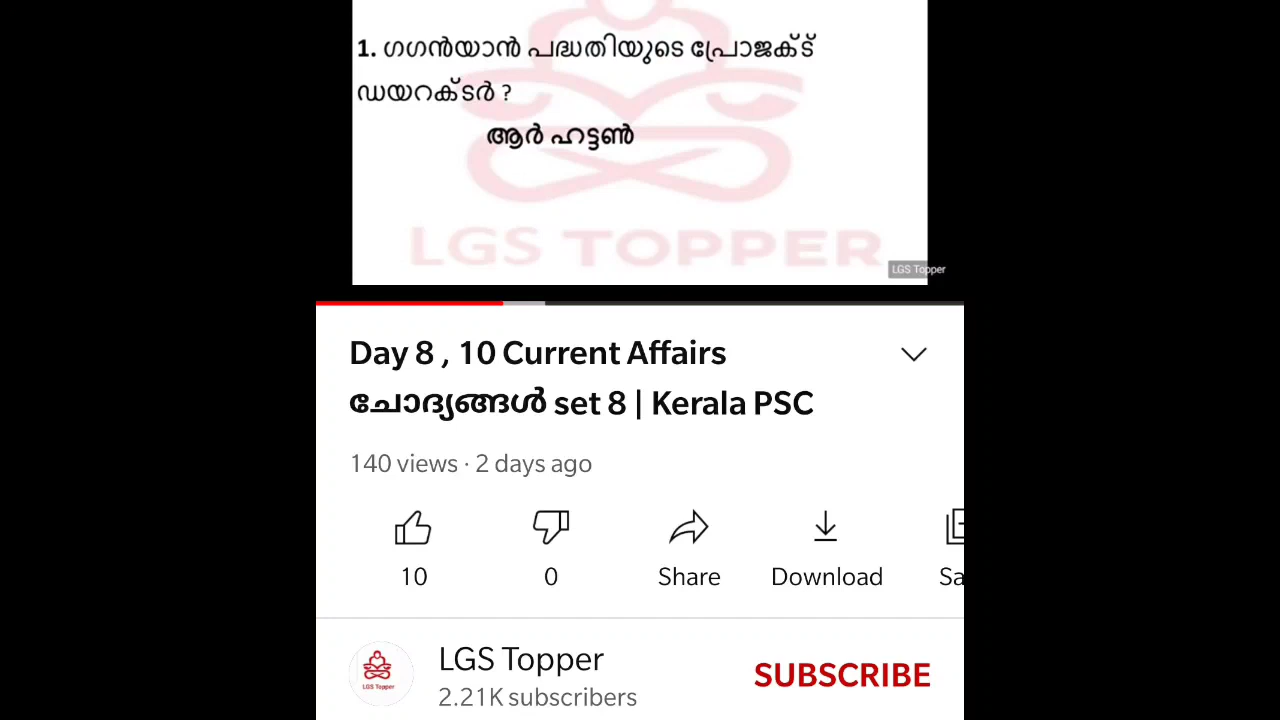 1. ഗഗൻയാൻ പദ്ധതിയുടെ പ്രോജക്ട്
ഡയറക്ടർ ?
ആർ ഹട്ടൺ
LGS TOPPER
LGS Topper
Day 8 , 10 Current Affairs
ചോദ്യങ്ങൾ set 8 | Kerala PSC
140 views · 2 days ago
10 0 Share Download Sa
LGS Topper
LGS Topper
2.21K subscribers
SUBSCRIBE